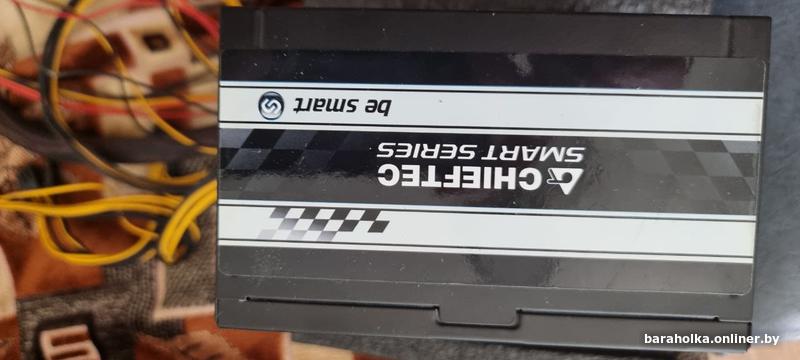 CHIEFTEC
SMART SERIES
be smart
baraholka.onliner.by